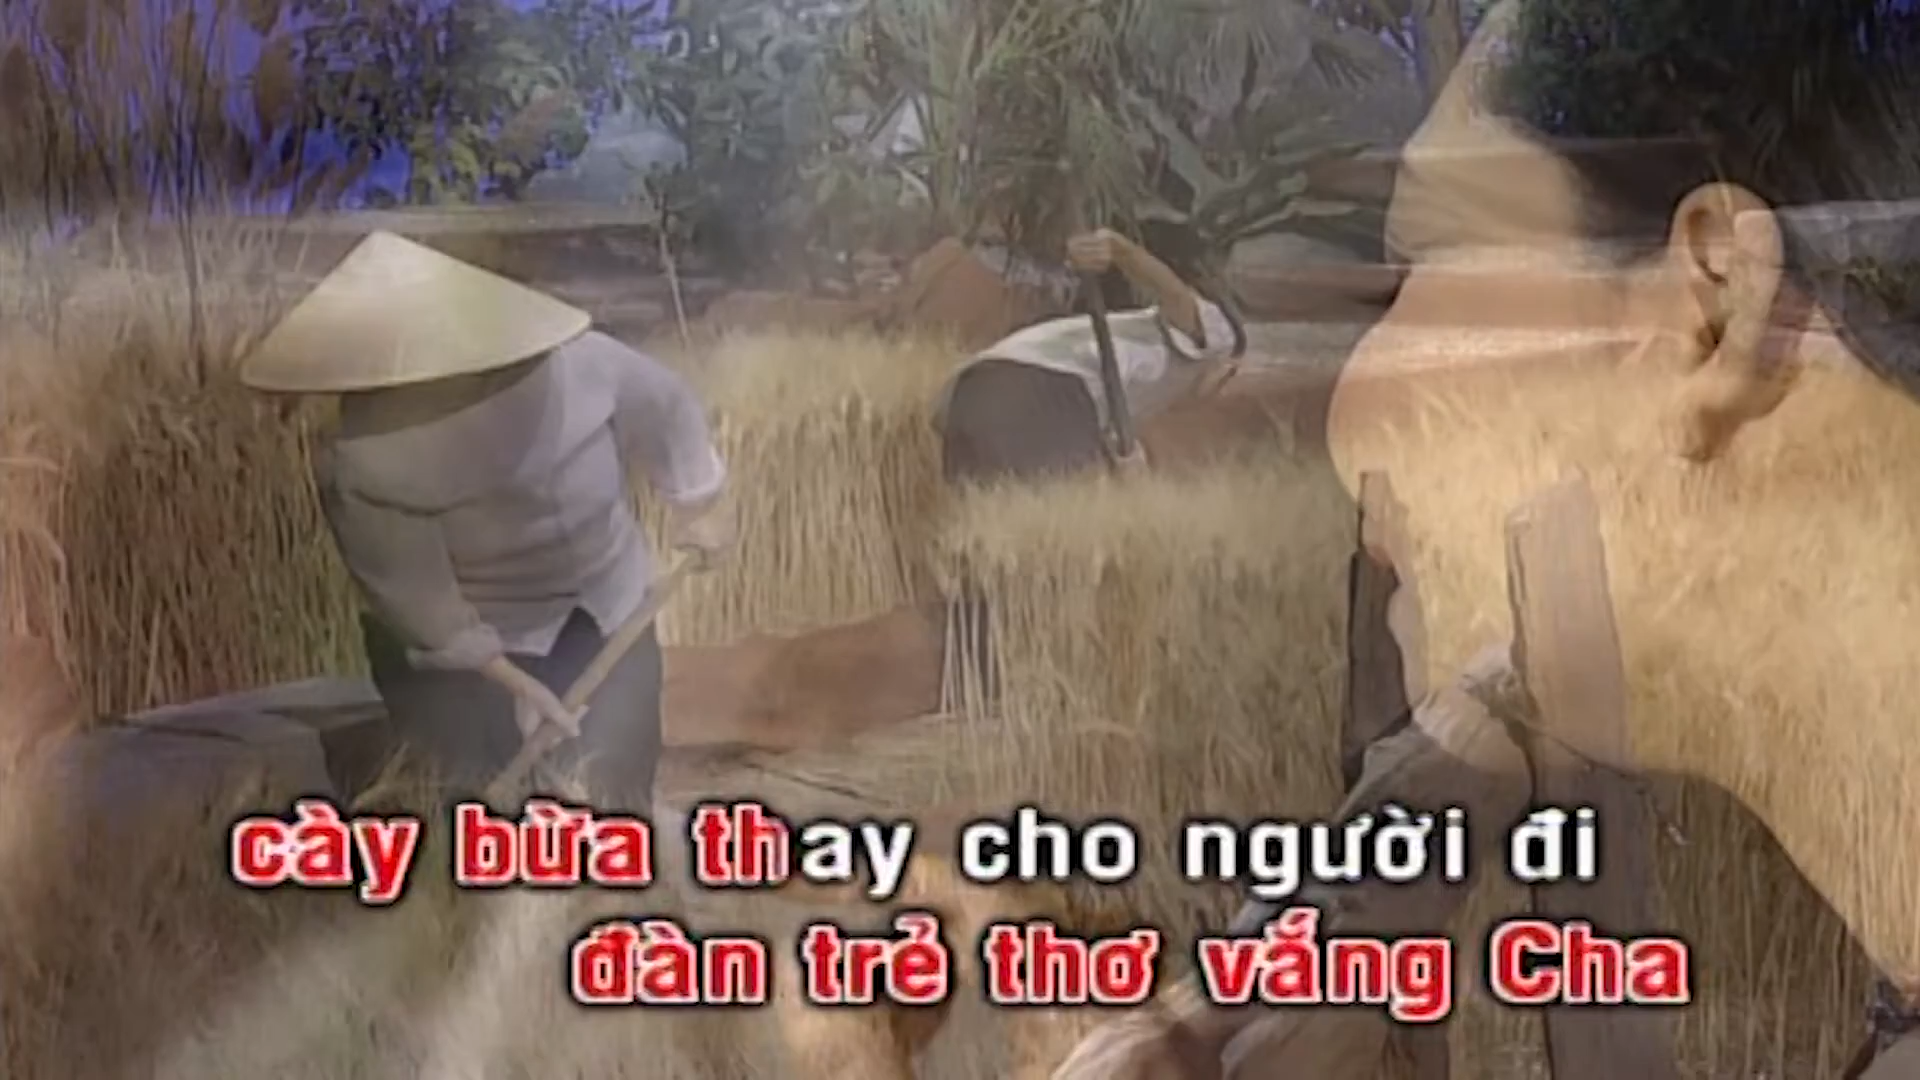 cày bừa thay cho người đi
đàn trẻ thơ vắng Cha